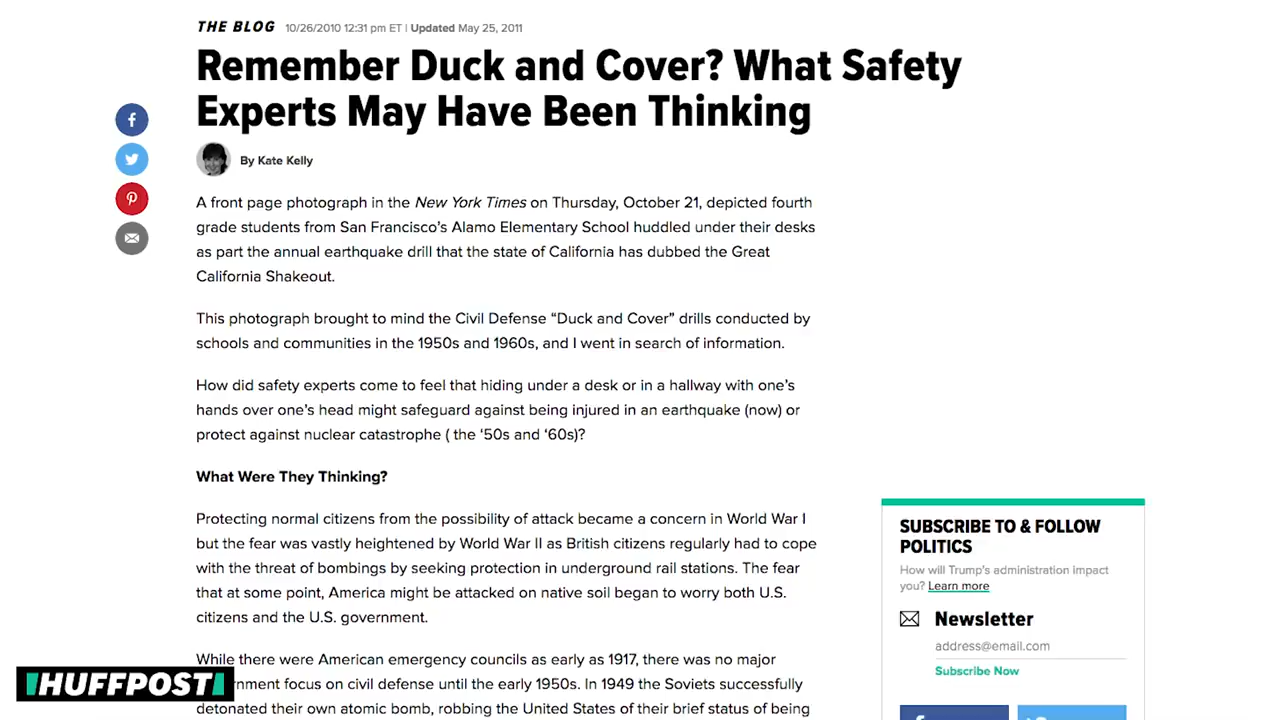 THE BLOG 10/26/2010 12:31 pm ET | Updated May 25, 2011
Remember Duck and Cover? What Safety
Experts May Have Been Thinking
By Kate Kelly
A front page photograph in the New York Times on Thursday, October 21, depicted fourth
grade students from San Francisco's Alamo Elementary School huddled under their desks
as part the annual earthquake drill that the state of California has dubbed the Great
California Shakeout.
This photograph brought to mind the Civil Defense “Duck and Cover” drills conducted by
schools and communities in the 1950s and 1960s, and I went in search of information.
How did safety experts come to feel that hiding under a desk or in a hallway with one's
hands over one's head might safeguard against being injured in an earthquake (now) or
protect against nuclear catastrophe ( the '50s and '60s)?
What Were They Thinking?
Protecting normal citizens from the possibility of attack became a concern in World War I
but the fear was vastly heightened by World War II as British citizens regularly had to cope
with the threat of bombings by seeking protection in underground rail stations. The fear
that at some point, America might be attacked on native soil began to worry both U.S.
citizens and the U.S. government.
While there were American emergency councils as early as 1917, there was no major
ernment focus on civil defense until the early 1950s. In 1949 the Soviets successfully
detonated their own atomic bomb, robbing the United States of their brief status of being
SUBSCRIBE TO & FOLLOW
POLITICS
How will Trump's administration impact
you? Learn more
Newsletter
address@email.com
Subscribe Now
HUFFPOST